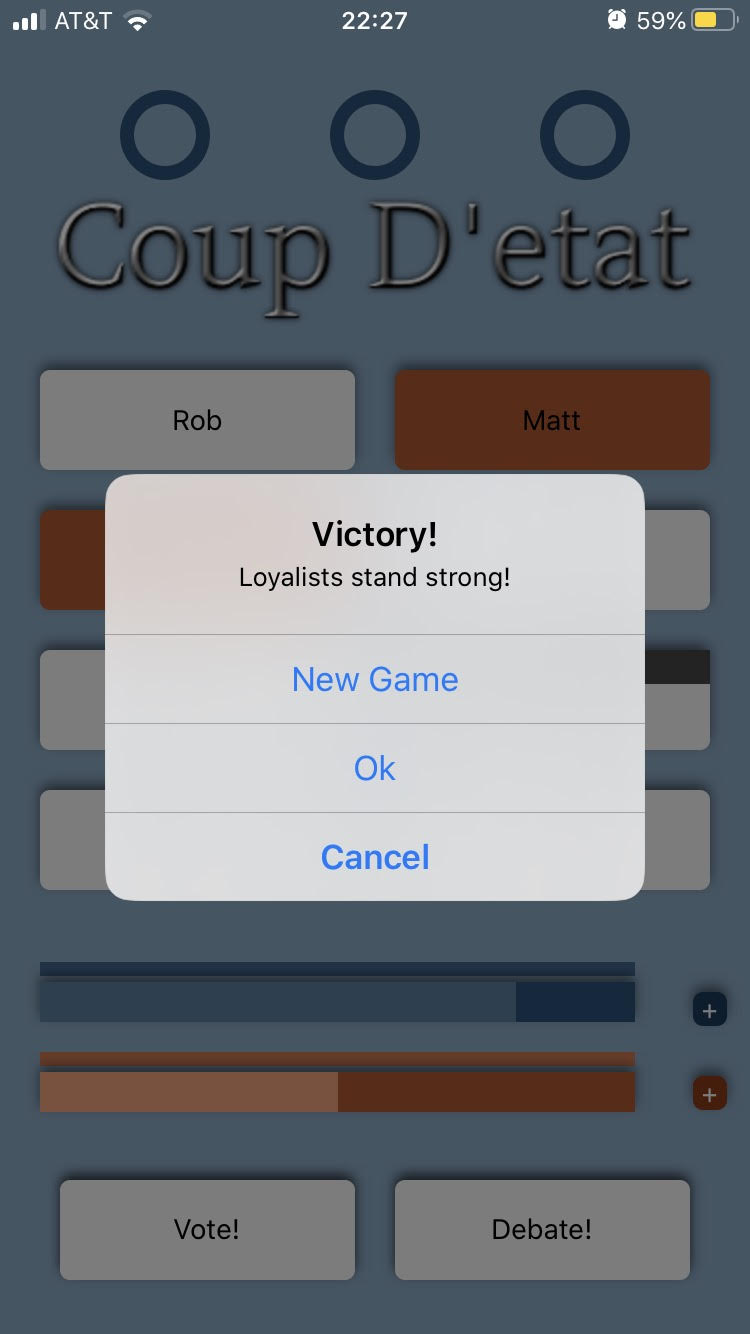 AT&T 22:27 59%
Coup D'etat
Rob Matt
Victory!
Loyalists stand strong!
New Game
Ok
Cancel
+
+
Vote! Debate!